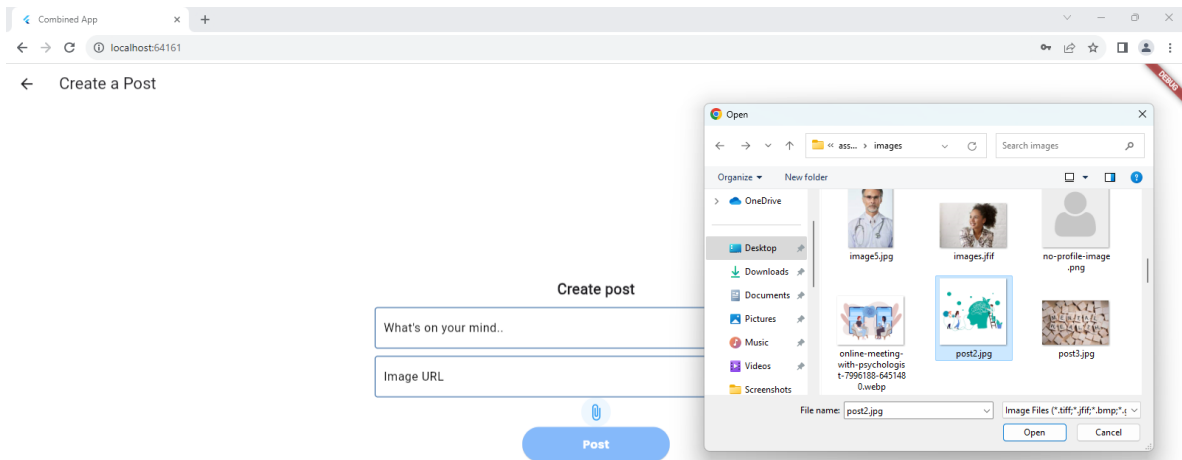 Combined App
localhost:64161
Create a Post
DEBUG
Create post
What's on your mind..
Image URL
Post
Open
« ass... › images
Search images
Organize
New folder
OneDrive
Desktop
Downloads
Documents
Pictures
Music
Videos
Screenshots
image5.jpg
images.jfif
no-profile-image
.png
online-meeting-
with-psychologis
t-7996188-645148
0.webp
post2.jpg
post3.jpg
File name:
post2.jpg
Image Files (*.tiff;*.jfif;*.bmp;*.g
Open
Cancel